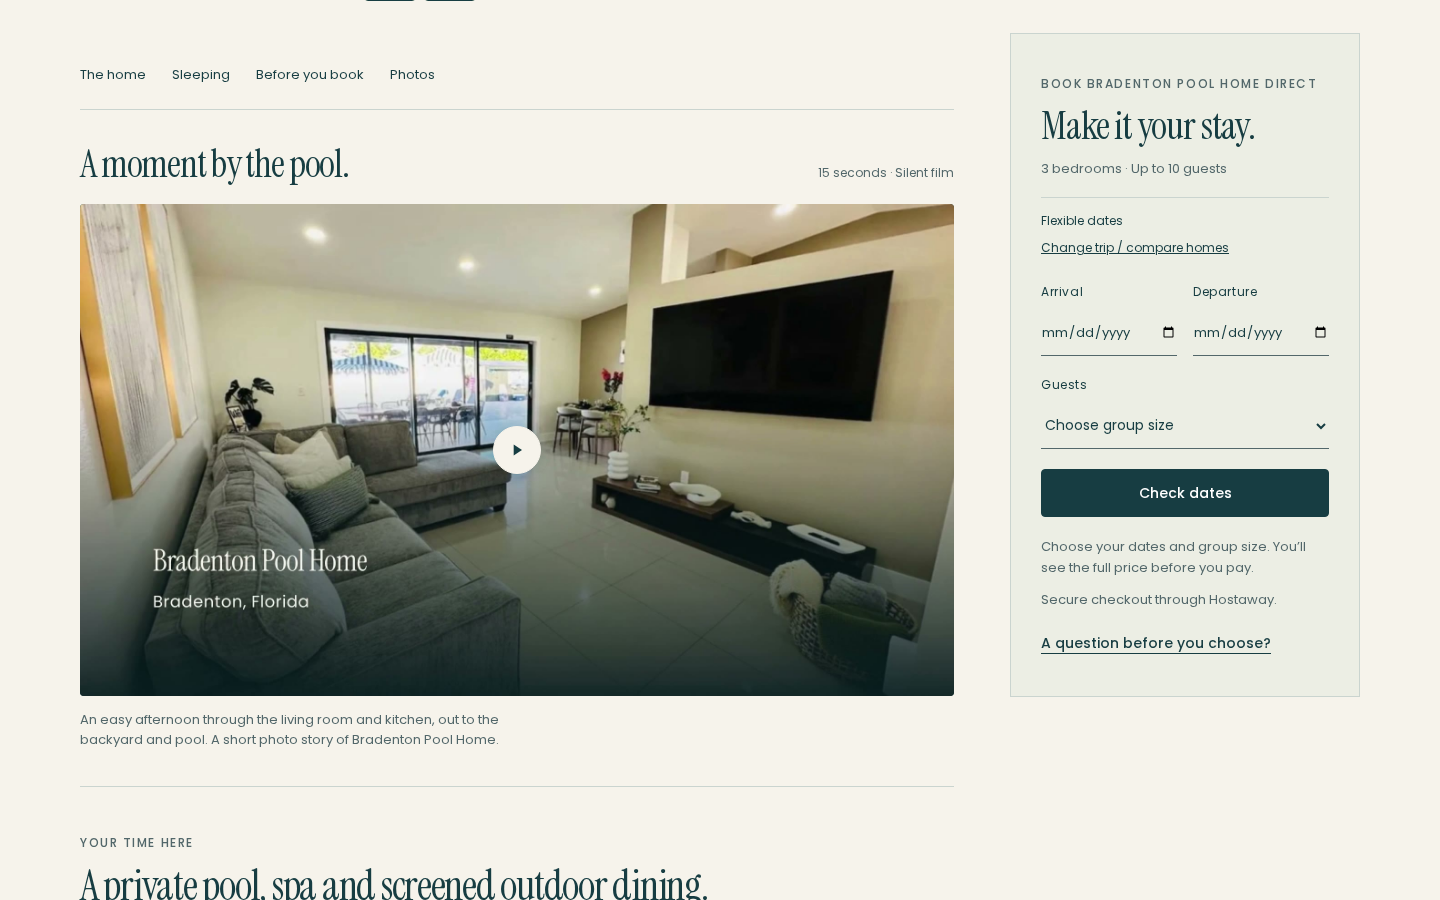 The home
Sleeping
Before you book
Photos
A moment by the pool.
15 seconds · Silent film
Bradenton Pool Home
Bradenton, Florida
An easy afternoon through the living room and kitchen, out to the
backyard and pool. A short photo story of Bradenton Pool Home.
YOUR TIME HERE
A private pool, spa and screened outdoor dining.
BOOK BRADENTON POOL HOME DIRECT
Make it your stay.
3 bedrooms · Up to 10 guests
Flexible dates
Change trip / compare homes
Arrival
Departure
mm/dd/yyyy
mm/dd/yyyy
Guests
Choose group size
Check dates
Choose your dates and group size. You’ll
see the full price before you pay.
Secure checkout through Hostaway.
A question before you choose?